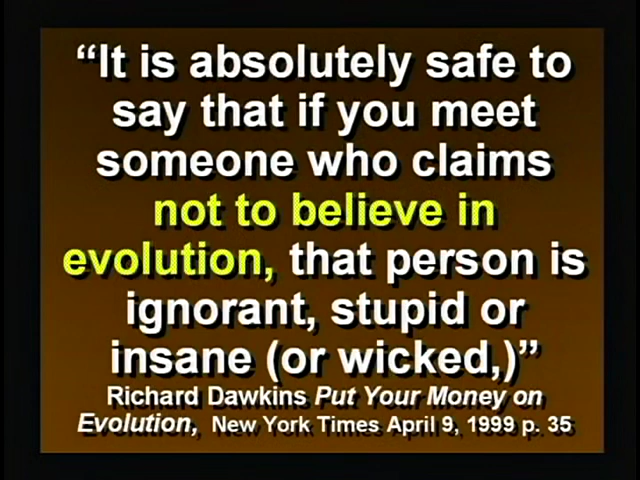 “It is absolutely safe to
say that if you meet
someone who claims
not to believe in
evolution, that person is
ignorant, stupid or
insane (or wicked,)”
Richard Dawkins Put Your Money on
Evolution, New York Times April 9, 1999 p. 35